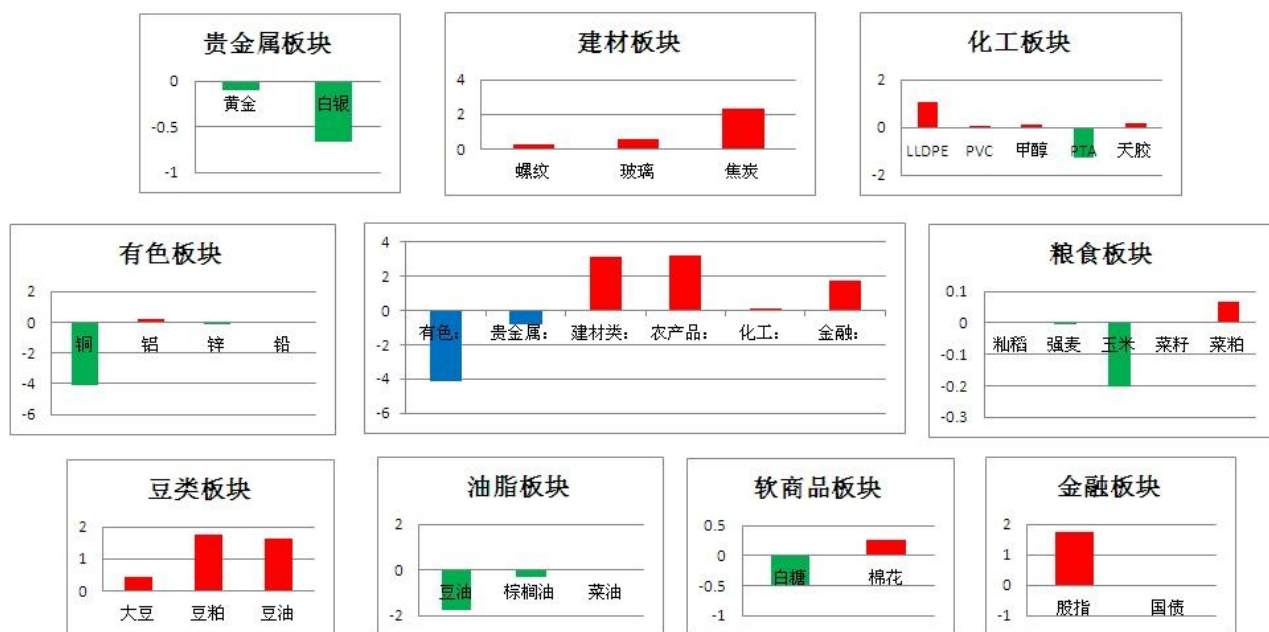 贵金属板块
0
-0.5
-1
黄金 白银
建材板块
4
2
0
螺纹 玻璃 焦炭
化工板块
2
0
-2
LLDPE PVC 甲醇 PTA 天胶
有色板块
2
0
-2
-4
-6
铜 铝 锌 铅
4
2
0
-2
-4
-6
有色： 贵金属： 建材类： 农产品： 化工： 金融：
粮食板块
0.1
0
-0.1
-0.2
-0.3
籼稻 强麦 玉米 菜籽 菜粕
豆类板块
2
1
0
大豆 豆粕 豆油
油脂板块
2
0
-2
豆油 棕榈油 菜油
软商品板块
0.5
0
-0.5
-1
白糖 棉花
金融板块
2
1
0
-1
股指 国债